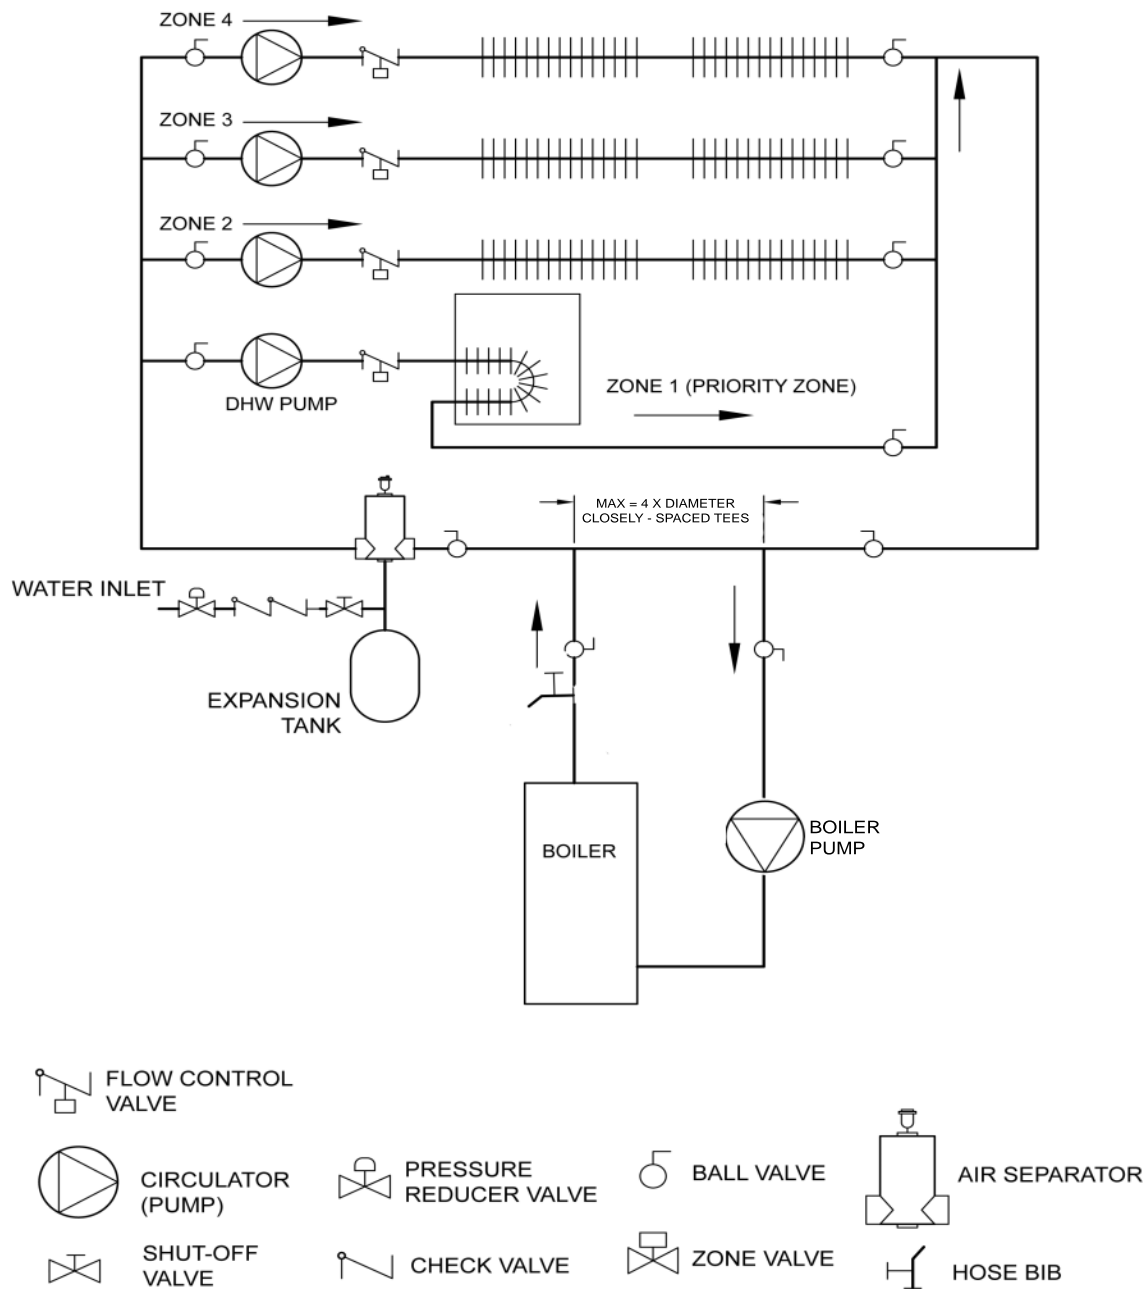 ZONE 4
ZONE 3
ZONE 2
DHW PUMP
ZONE 1 (PRIORITY ZONE)
MAX = 4 X DIAMETER
CLOSELY - SPACED TEES
WATER INLET
EXPANSION
TANK
BOILER
BOILER
PUMP
FLOW CONTROL
VALVE
CIRCULATOR
(PUMP)
PRESSURE
REDUCER VALVE
BALL VALVE
AIR SEPARATOR
SHUT-OFF
VALVE
CHECK VALVE
ZONE VALVE
HOSE BIB